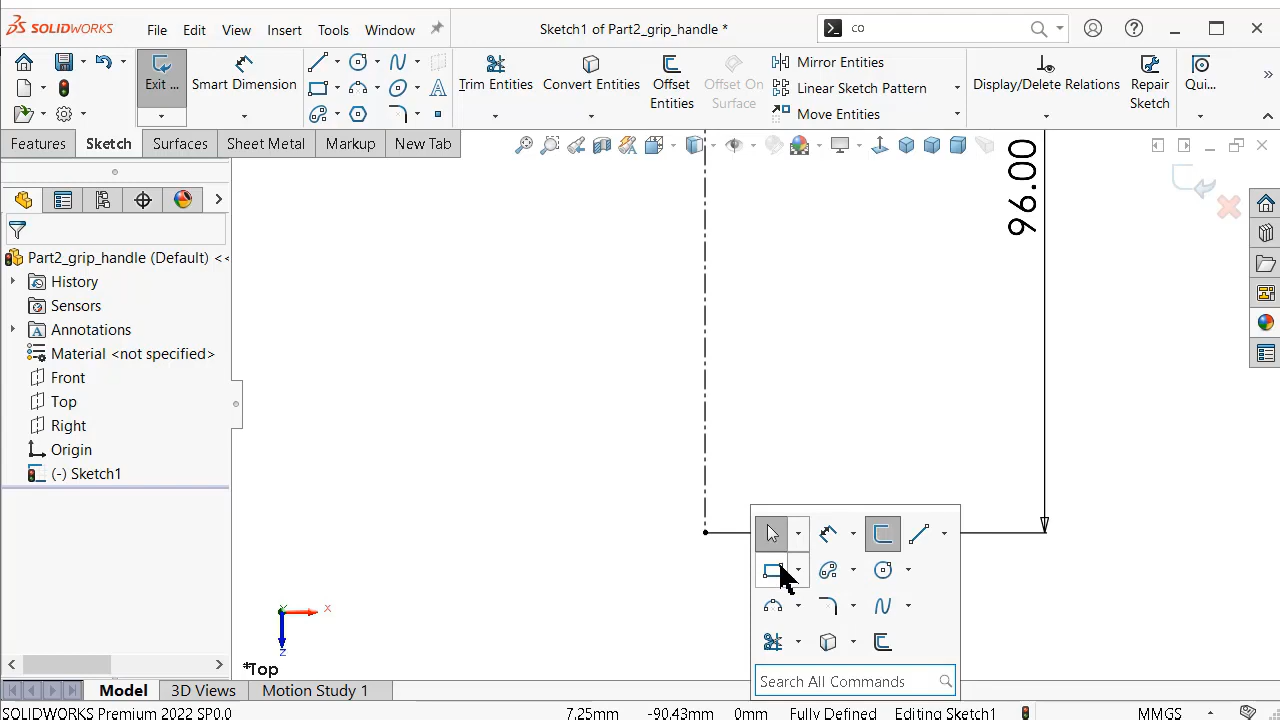 SOLIDWORKS
File Edit View Insert Tools Window
Sketch1 of Part2_grip_handle *
co
Exit ...
Smart Dimension
Trim Entities
Convert Entities
Offset Entities
Offset On Surface
Mirror Entities
Linear Sketch Pattern
Move Entities
Display/Delete Relations
Repair Sketch
Qui...
Features Sketch Surfaces Sheet Metal Markup New Tab
Part2_grip_handle (Default) <<
History
Sensors
Annotations
Material <not specified>
Front
Top
Right
Origin
(-) Sketch1
96.00
Search All Commands
X
Y
Z
*Top
Model 3D Views Motion Study 1
SOLIDWORKS Premium 2022 SP0.0
7.25mm -90.43mm 0mm Fully Defined Editing Sketch1 MMGS